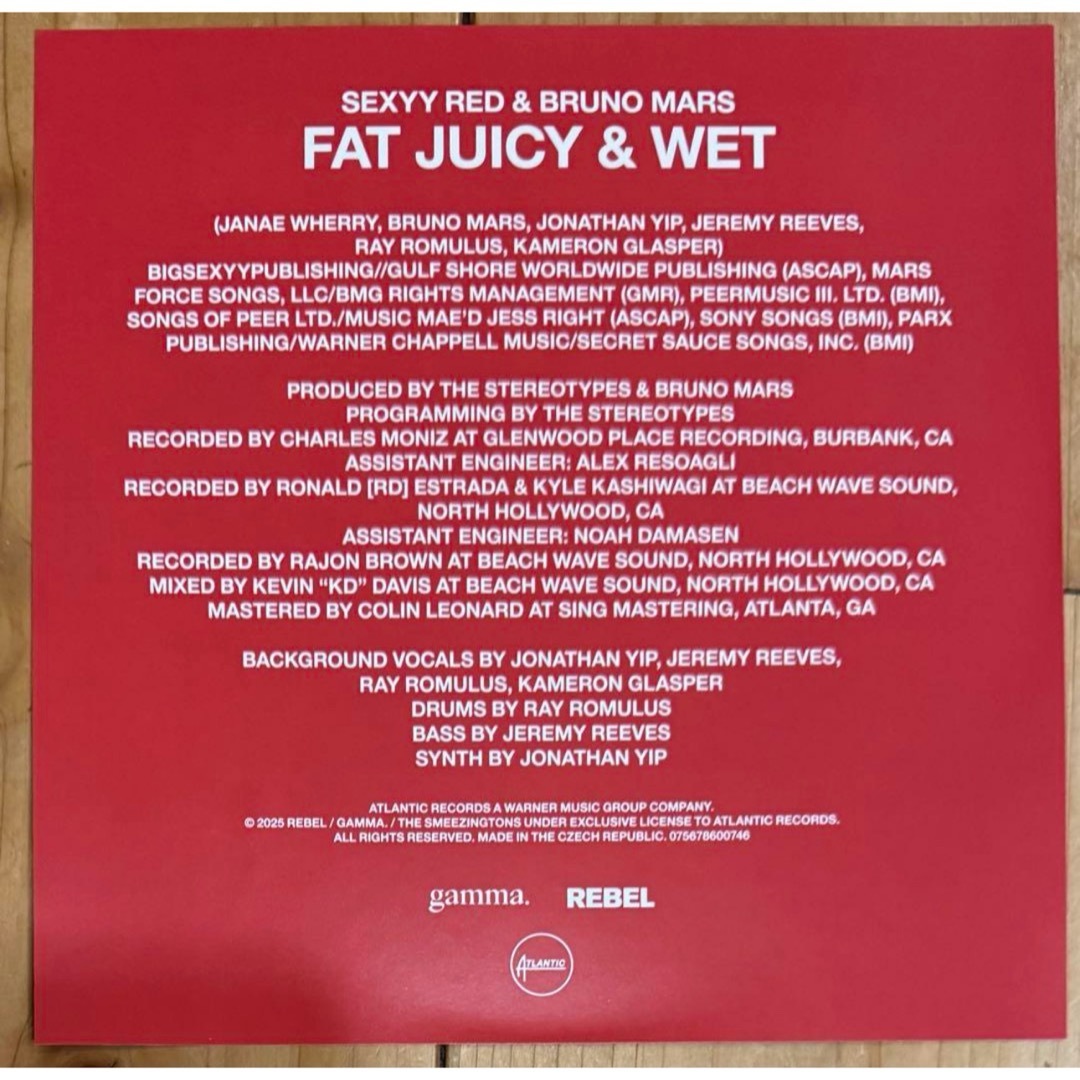 SEXYY RED & BRUNO MARS
FAT JUICY & WET
(JANAE WHERRY, BRUNO MARS, JONATHAN YIP, JEREMY REEVES,
RAY ROMULUS, KAMERON GLASPER)
BIGSEXYYPUBLISHING//GULF SHORE WORLDWIDE PUBLISHING (ASCAP), MARS
FORCE SONGS, LLC/BMG RIGHTS MANAGEMENT (GMR), PEERMUSIC III. LTD. (BMI),
SONGS OF PEER LTD./MUSIC MAE'D JESS RIGHT (ASCAP), SONY SONGS (BMI), PARX
PUBLISHING/WARNER CHAPPELL MUSIC/SECRET SAUCE SONGS, INC. (BMI)
PRODUCED BY THE STEREOTYPES & BRUNO MARS
PROGRAMMING BY THE STEREOTYPES
RECORDED BY CHARLES MONIZ AT GLENWOOD PLACE RECORDING, BURBANK, CA
ASSISTANT ENGINEER: ALEX RESOAGLI
RECORDED BY RONALD [RD] ESTRADA & KYLE KASHIWAGI AT BEACH WAVE SOUND,
NORTH HOLLYWOOD, CA
ASSISTANT ENGINEER: NOAH DAMASEN
RECORDED BY RAJON BROWN AT BEACH WAVE SOUND, NORTH HOLLYWOOD, CA
MIXED BY KEVIN “KD” DAVIS AT BEACH WAVE SOUND, NORTH HOLLYWOOD, CA
MASTERED BY COLIN LEONARD AT SING MASTERING, ATLANTA, GA
BACKGROUND VOCALS BY JONATHAN YIP, JEREMY REEVES,
RAY ROMULUS, KAMERON GLASPER
DRUMS BY RAY ROMULUS
BASS BY JEREMY REEVES
SYNTH BY JONATHAN YIP
ATLANTIC RECORDS A WARNER MUSIC GROUP COMPANY.
© 2025 REBEL / GAMMA. / THE SMEEZINGTONS UNDER EXCLUSIVE LICENSE TO ATLANTIC RECORDS.
ALL RIGHTS RESERVED. MADE IN THE CZECH REPUBLIC. 075678600746
gamma. REBEL
ATLANTIC